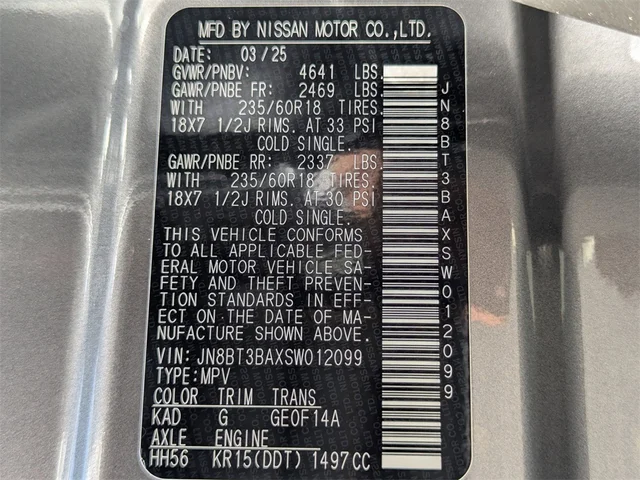 MFD BY NISSAN MOTOR CO.,LTD.
DATE: 03/25
GVWR/PNBV: 4641 LBS.
GAWR/PNBE FR: 2469 LBS.
WITH 235/60R18 TIRES.
18X7 1/2J RIMS. AT 33 PSI
COLD SINGLE.
GAWR/PNBE RR: 2337 LBS.
WITH 235/60R18 TIRES.
18X7 1/2J RIMS. AT 30 PSI
COLD SINGLE.
THIS VEHICLE CONFORMS
TO ALL APPLICABLE FED-
ERAL MOTOR VEHICLE SA-
FETY AND THEFT PREVEN-
TION STANDARDS IN EFF-
ECT ON THE DATE OF MA-
NUFACTURE SHOWN ABOVE.
VIN: JN8BT3BAXSW012099
TYPE:MPV
COLOR TRIM TRANS
KAD G GE0F14A
AXLE ENGINE
HH56 KR15(DDT) 1497CC
JN8BT3BAXSW012099